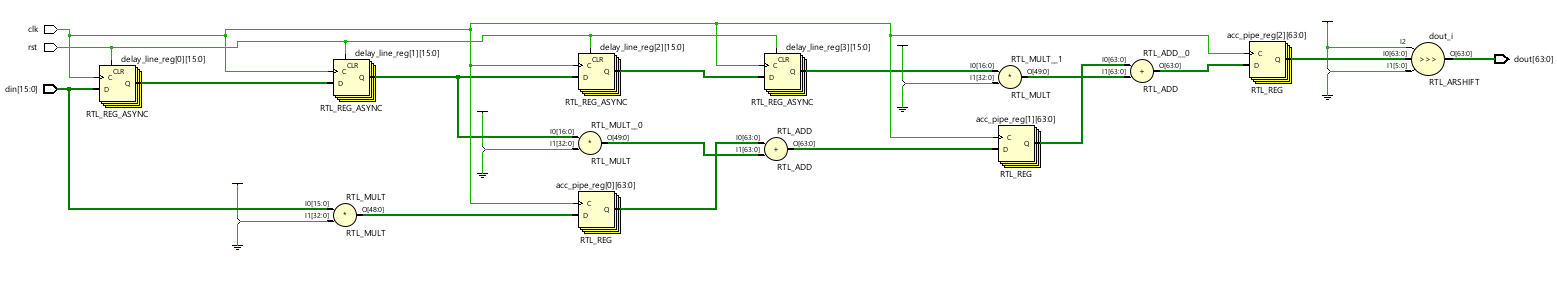 clk
rst
din[15:0]
delay_line_reg[0][15:0]
CLR
C
D
Q
RTL_REG_ASYNC
delay_line_reg[1][15:0]
CLR
C
D
Q
RTL_REG_ASYNC
delay_line_reg[2][15:0]
CLR
C
D
Q
RTL_REG_ASYNC
delay_line_reg[3][15:0]
CLR
C
D
Q
RTL_REG_ASYNC
RTL_MULT__1
I0[16:0]
I1[32:0]
*
O[49:0]
RTL_MULT
RTL_ADD__0
I0[63:0]
I1[63:0]
+
O[63:0]
RTL_ADD
acc_pipe_reg[2][63:0]
C
D
Q
RTL_REG
dout_i
I2
I0[63:0]
I1[5:0]
>>>
O[63:0]
RTL_ARSHIFT
dout[63:0]
RTL_MULT__0
I0[16:0]
I1[32:0]
*
O[49:0]
RTL_MULT
RTL_ADD
I0[63:0]
I1[63:0]
+
O[63:0]
RTL_ADD
acc_pipe_reg[1][63:0]
C
D
Q
RTL_REG
RTL_MULT
I0[15:0]
I1[32:0]
*
O[48:0]
RTL_MULT
acc_pipe_reg[0][63:0]
C
D
Q
RTL_REG